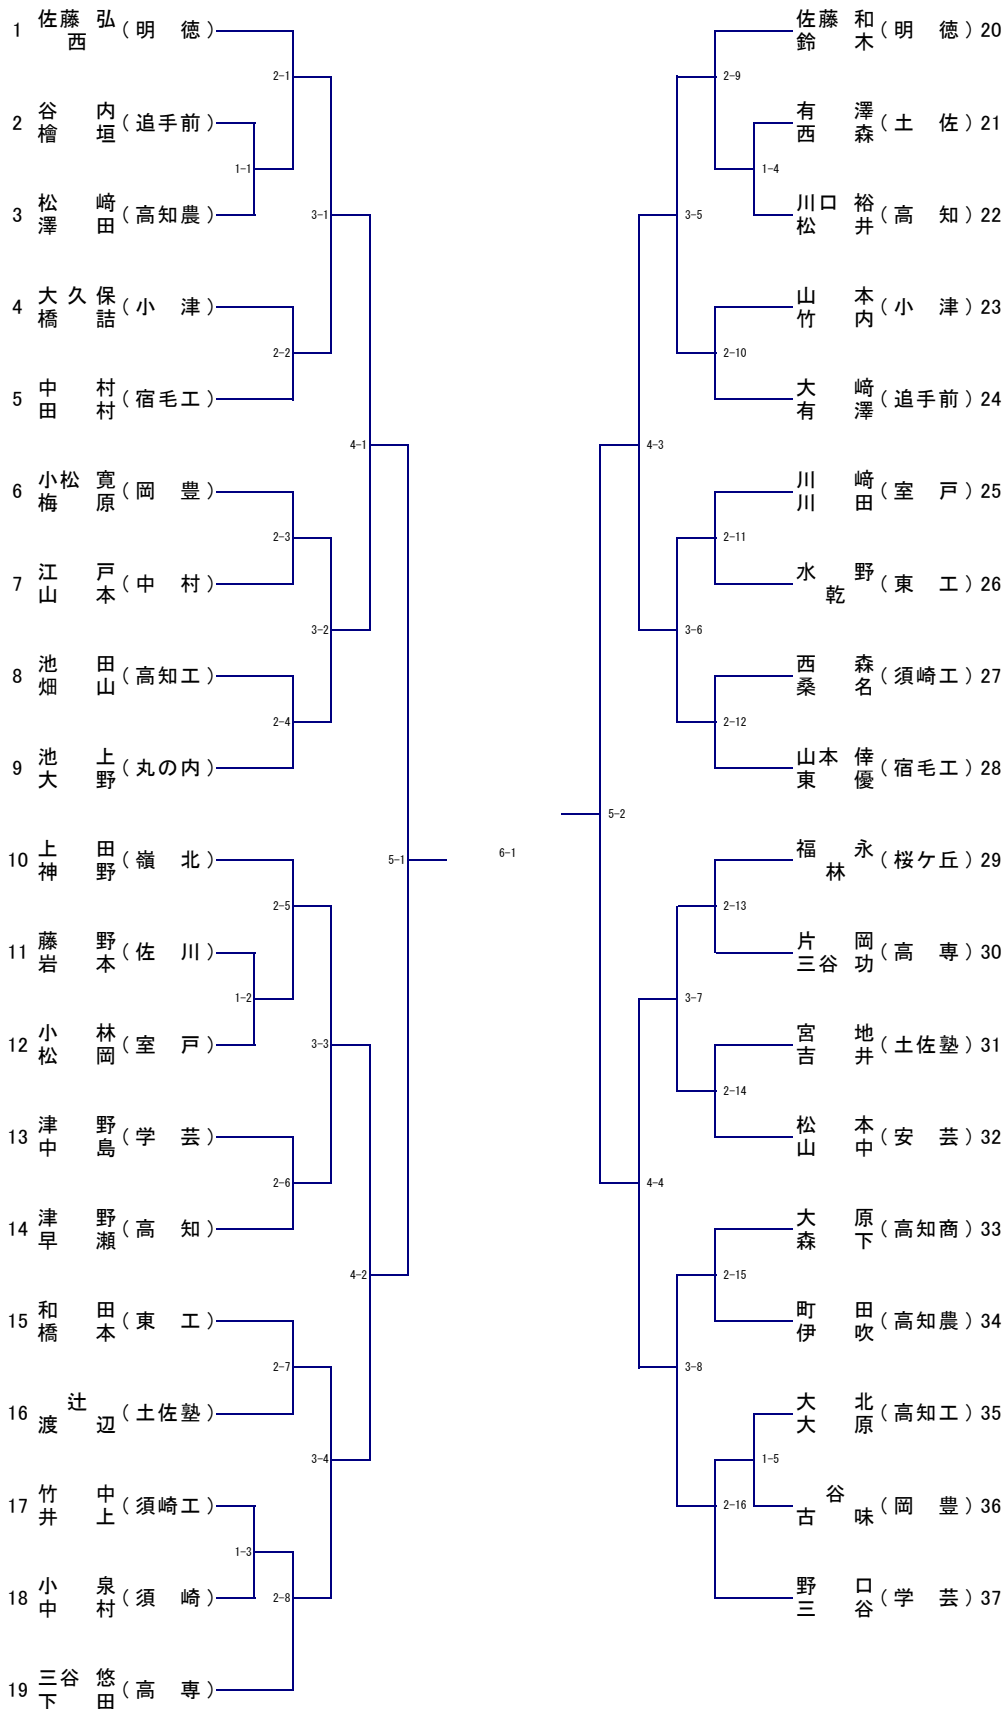 1 佐藤 弘 西 (明 徳)
2-1
2 谷 内 檜 垣 (追手前)
1-1
3 松 﨑 澤 田 (高知農)
3-1
4 大久保 橋 詰 (小 津)
2-2
5 中 村 田 村 (宿毛工)
4-1
6 小松 寛 梅 原 (岡 豊)
2-3
7 江 戸 山 本 (中 村)
3-2
8 池 田 畑 山 (高知工)
2-4
9 池 上 大 野 (丸の内)
5-1
10 上 田 神 野 (嶺 北)
2-5
11 藤 野 岩 本 (佐 川)
1-2
12 小 林 松 岡 (室 戸)
3-3
13 津 野 中 島 (学 芸)
2-6
14 津 野 早 瀬 (高 知)
4-2
15 和 田 橋 本 (東 工)
2-7
16 辻 渡 辺 (土佐塾)
3-4
17 竹 中 井 上 (須崎工)
1-3
18 小 泉 中 村 (須 崎)
2-8
19 三谷 悠 下 田 (高 専)
6-1
佐藤 和 鈴 木 (明 徳) 20
2-9
有 澤 西 森 (土 佐) 21
1-4
川口 裕 松 井 (高 知) 22
3-5
山 本 竹 内 (小 津) 23
2-10
大 﨑 有 澤 (追手前) 24
4-3
川 﨑 川 田 (室 戸) 25
2-11
水 野 乾 (東 工) 26
3-6
西 森 桑 名 (須崎工) 27
2-12
山本 倖 東 優 (宿毛工) 28
5-2
福 永 林 (桜ケ丘) 29
2-13
片 岡 三谷 功 (高 専) 30
3-7
宮 地 吉 井 (土佐塾) 31
2-14
松 本 山 中 (安 芸) 32
4-4
大 原 森 下 (高知商) 33
2-15
町 田 伊 吹 (高知農) 34
3-8
大 北 大 原 (高知工) 35
1-5
谷 古 味 (岡 豊) 36
2-16
野 口 三 谷 (学 芸) 37